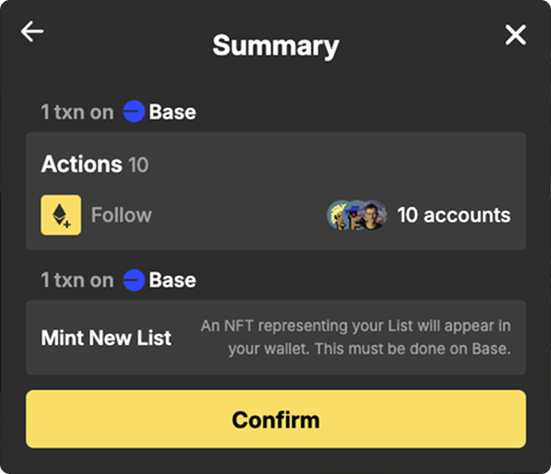 Summary
1 txn on Base
Actions 10
Follow 10 accounts
1 txn on Base
Mint New List
An NFT representing your List will appear in
your wallet. This must be done on Base.
Confirm